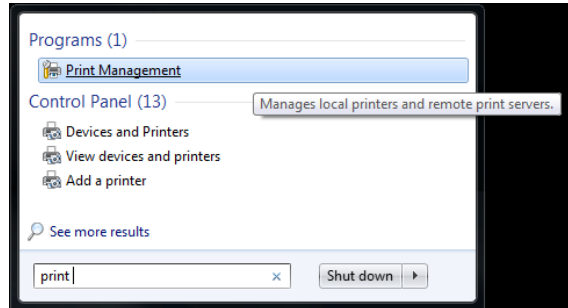 Programs (1)
Print Management
Control Panel (13)
Manages local printers and remote print servers.
Devices and Printers
View devices and printers
Add a printer
See more results
print
Shut down